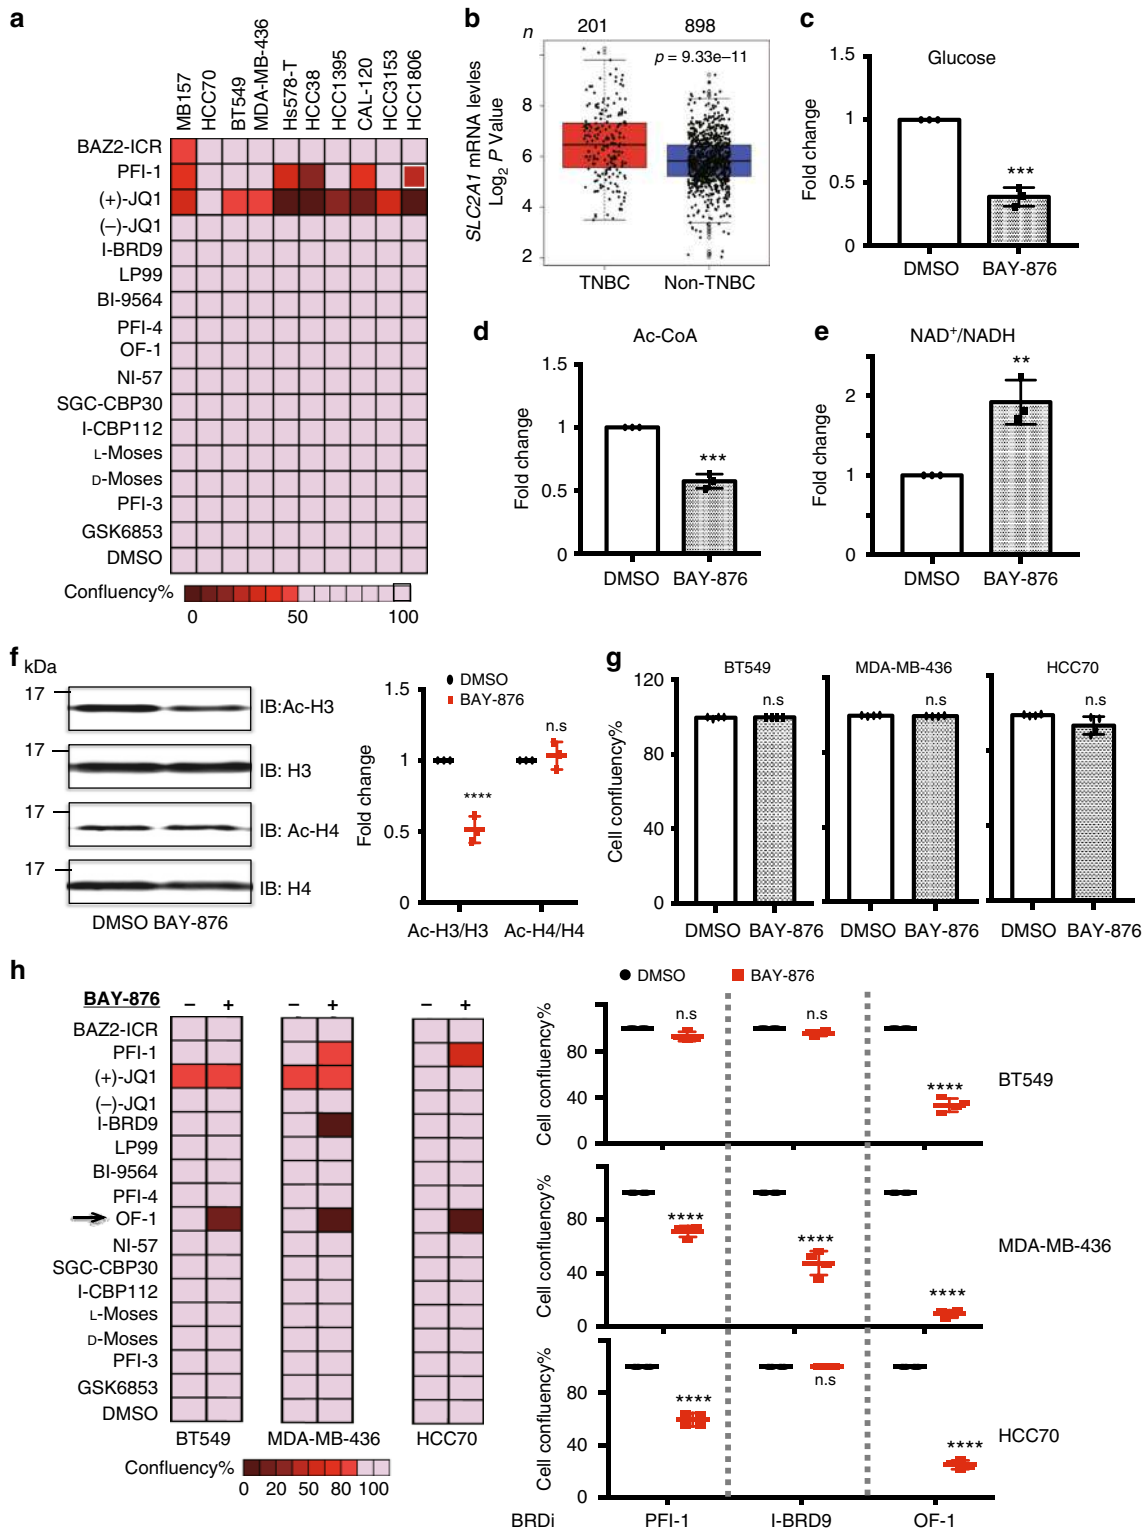 a
MB157
HCC70
BT549
MDA-MB-436
Hs578-T
HCC38
HCC1395
CAL-120
HCC3153
HCC1806
BAZ2-ICR
PFI-1
(+)-JQ1
(−)-JQ1
I-BRD9
LP99
BI-9564
PFI-4
OF-1
NI-57
SGC-CBP30
I-CBP112
L-Moses
D-Moses
PFI-3
GSK6853
DMSO
Confluency%
0 50 100
b
n 201 898
p = 9.33e−11
SLC2A1 mRNA levles
Log2 P Value
8
6
4
2
TNBC Non-TNBC
c
Glucose
Fold change
1.5
1
0.5
0
***
DMSO BAY-876
d
Ac-CoA
Fold change
1.5
1
0.5
0
***
DMSO BAY-876
e
NAD+/NADH
Fold change
2
1
0
**
DMSO BAY-876
f
kDa
17 IB:Ac-H3
17 IB: H3
17 IB: Ac-H4
17 IB: H4
DMSO BAY-876
DMSO
BAY-876
Fold change
1.5
1
0.5
0
****
n.s
Ac-H3/H3 Ac-H4/H4
g
BT549 MDA-MB-436 HCC70
Cell confluency%
120
80
40
0
n.s n.s n.s
DMSO BAY-876 DMSO BAY-876 DMSO BAY-876
h
BAY-876 − + − + − +
BAZ2-ICR
PFI-1
(+)-JQ1
(−)-JQ1
I-BRD9
LP99
BI-9564
PFI-4
OF-1
NI-57
SGC-CBP30
I-CBP112
L-Moses
D-Moses
PFI-3
GSK6853
DMSO
BT549 MDA-MB-436 HCC70
Confluency%
0 20 50 80 100
DMSO BAY-876
Cell confluency%
80
40
0
n.s n.s ****
BT549
Cell confluency%
80
40
0
**** **** ****
MDA-MB-436
Cell confluency%
80
40
0
**** n.s ****
HCC70
BRDi PFI-1 I-BRD9 OF-1